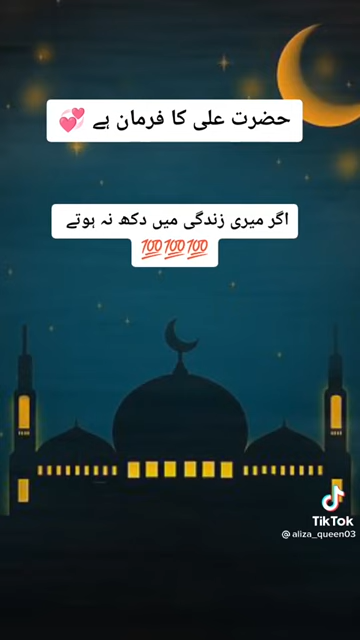 حضرت علی کا فرمان ہے 💞
اگر میری زندگی میں دکھ نہ ہوتے
💯💯💯
TikTok
@aliza_queen03